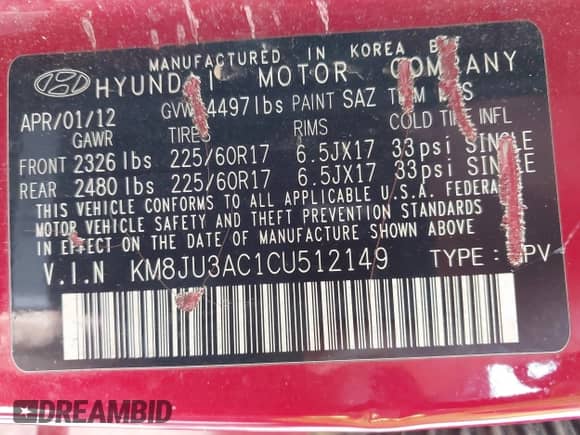 MANUFACTURED IN KOREA BY
HYUNDAI MOTOR COMPANY
APR/01/12 GVWR 4497lbs PAINT SAZ TRIM
GAWR TIRES RIMS COLD TIRE INFL
FRONT 2326lbs 225/60R17 6.5JX17 33psi SINGLE
REAR 2480lbs 225/60R17 6.5JX17 33psi SINGLE
THIS VEHICLE CONFORMS TO ALL APPLICABLE U.S.A. FEDERAL
MOTOR VEHICLE SAFETY AND THEFT PREVENTION STANDARDS
IN EFFECT ON THE DATE OF MANUFACTURE SHOWN ABOVE
V.I.N KM8JU3AC1CU512149 TYPE: MPV
DREAMBID